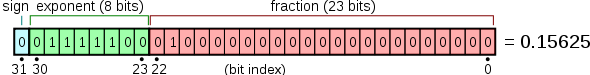 sign exponent (8 bits) fraction (23 bits)
0 0 1 1 1 1 1 0 0 0 1 0 0 0 0 0 0 0 0 0 0 0 0 0 0 0 0 0 0 0 0 0 = 0.15625
31 30 23 22 (bit index) 0